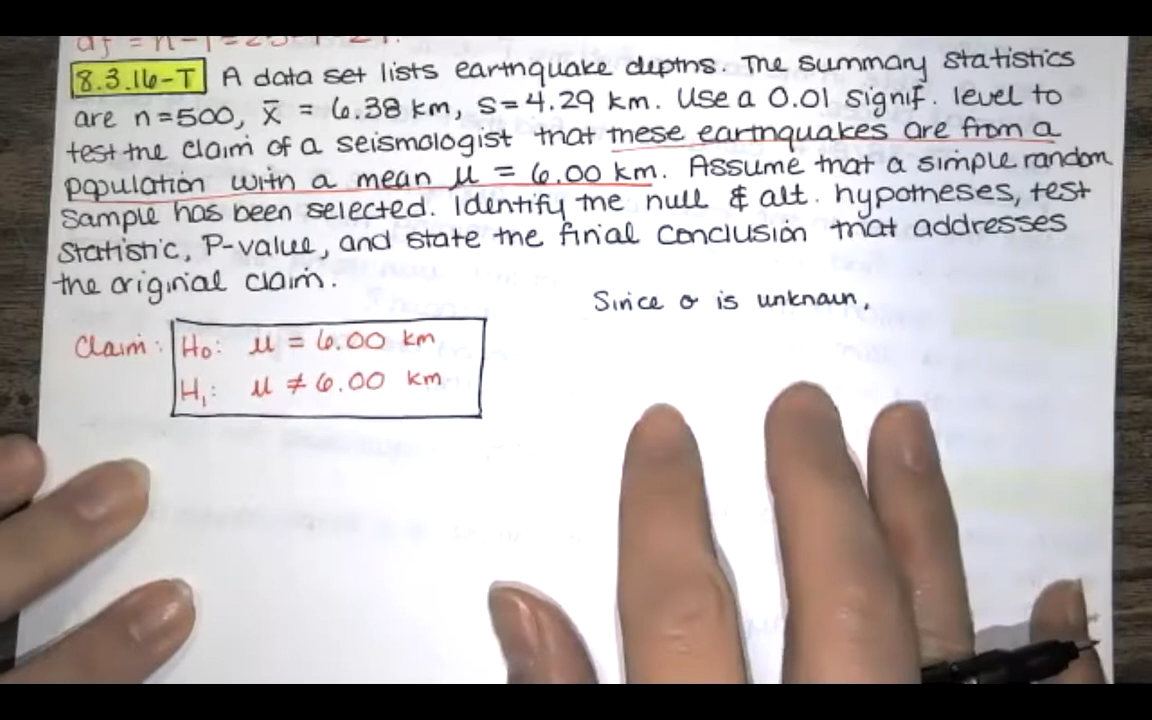 df = n-1 =
8.3.16-T A data set lists earthquake depths. The summary statistics
are n=500, x̄ = 6.38 km, s=4.29 km. Use a 0.01 signif. level to
test the claim of a seismologist that these earthquakes are from a
population with a mean μ = 6.00 km. Assume that a simple random
sample has been selected. Identify the null & alt. hypotheses, test
statistic, P-value, and state the final conclusion that addresses
the original claim.
Since σ is unknown,
Claim: H₀: μ = 6.00 km
H₁: μ ≠ 6.00 km